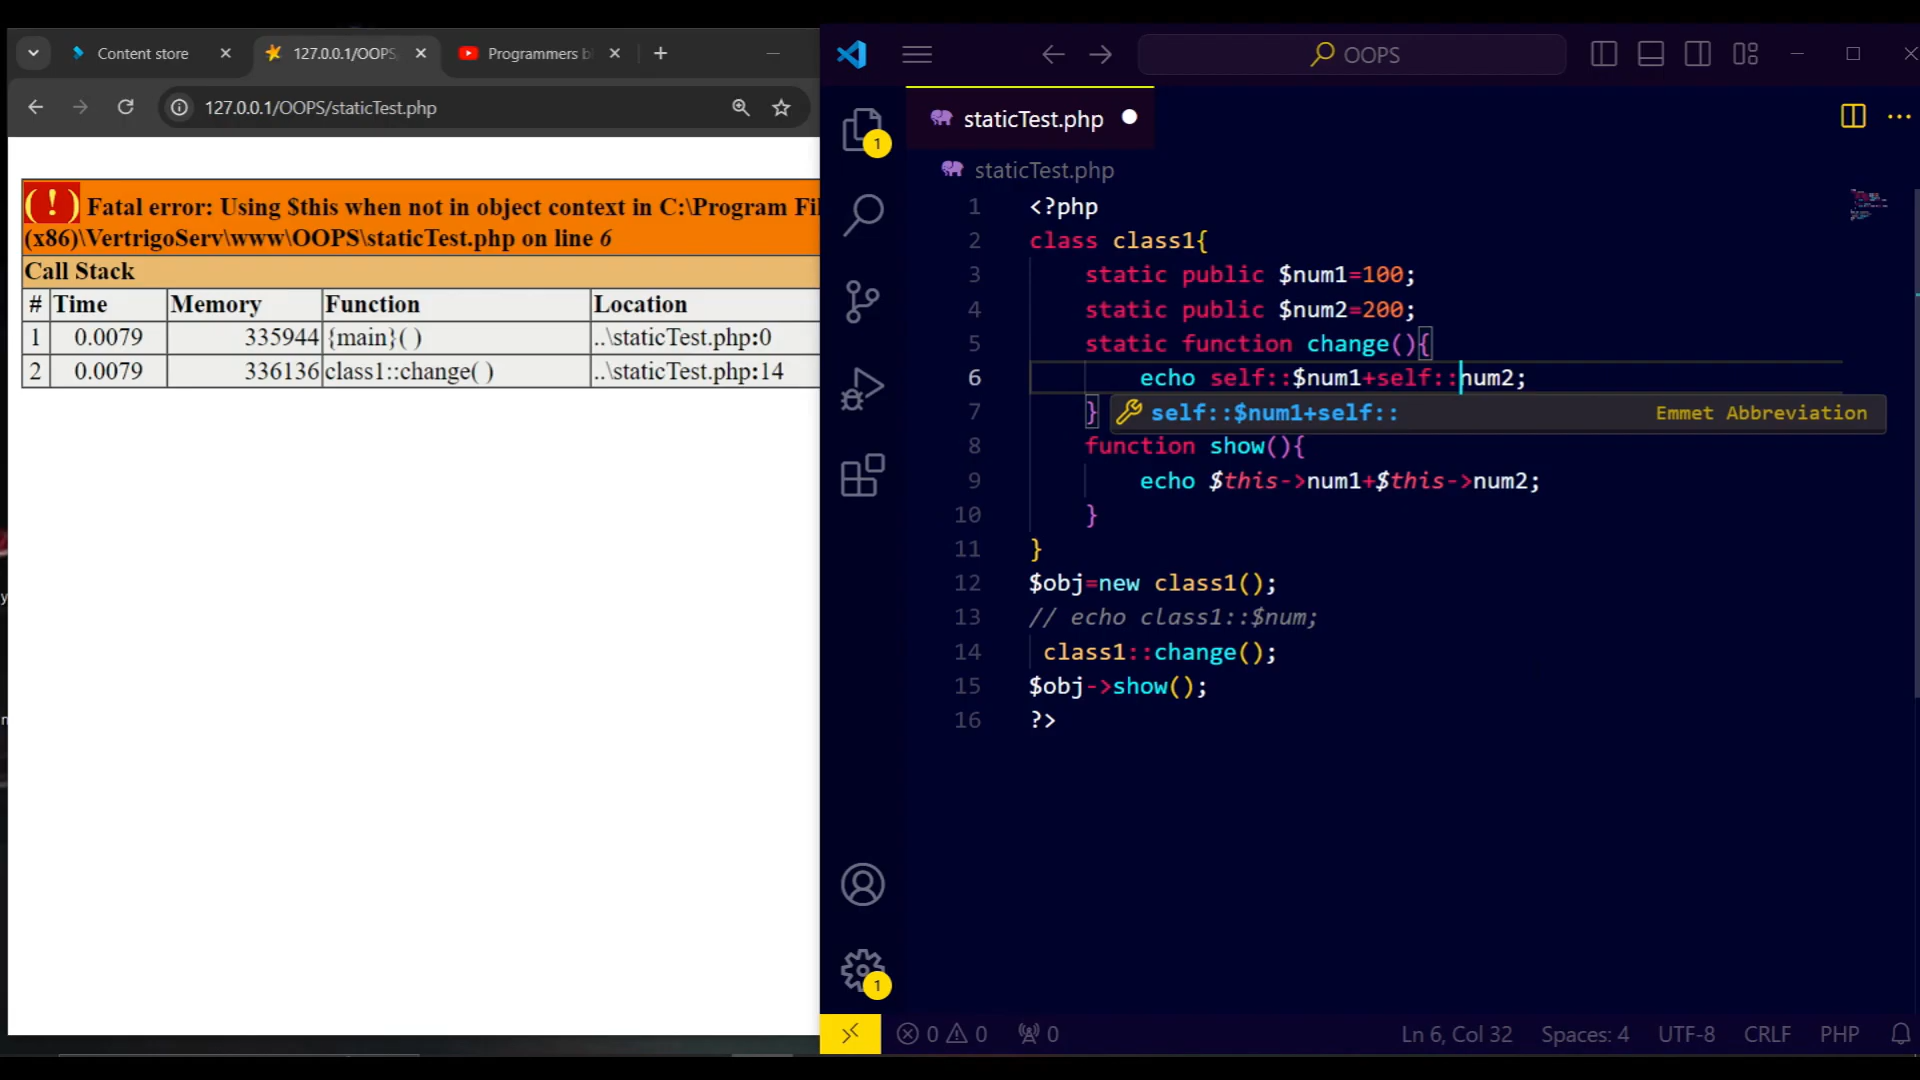 Content store
127.0.0.1/OOPS
Programmers b
127.0.0.1/OOPS/staticTest.php
( ! ) Fatal error: Using $this when not in object context in C:\Program Fil
(x86)\VertrigoServ\www\OOPS\staticTest.php on line 6
Call Stack
# Time Memory Function Location
1 0.0079 335944 {main}( ) ..\staticTest.php:0
2 0.0079 336136 class1::change( ) ..\staticTest.php:14
OOPS
staticTest.php
staticTest.php
1
1 <?php
2 class class1{
3 static public $num1=100;
4 static public $num2=200;
5 static function change(){
6 echo self::$num1+self::num2;
7 }
self::$num1+self:: Emmet Abbreviation
8 function show(){
9 echo $this->num1+$this->num2;
10 }
11 }
12 $obj=new class1();
13 // echo class1::$num;
14 class1::change();
15 $obj->show();
16 ?>
1
0 0 0
Ln 6, Col 32 Spaces: 4 UTF-8 CRLF PHP